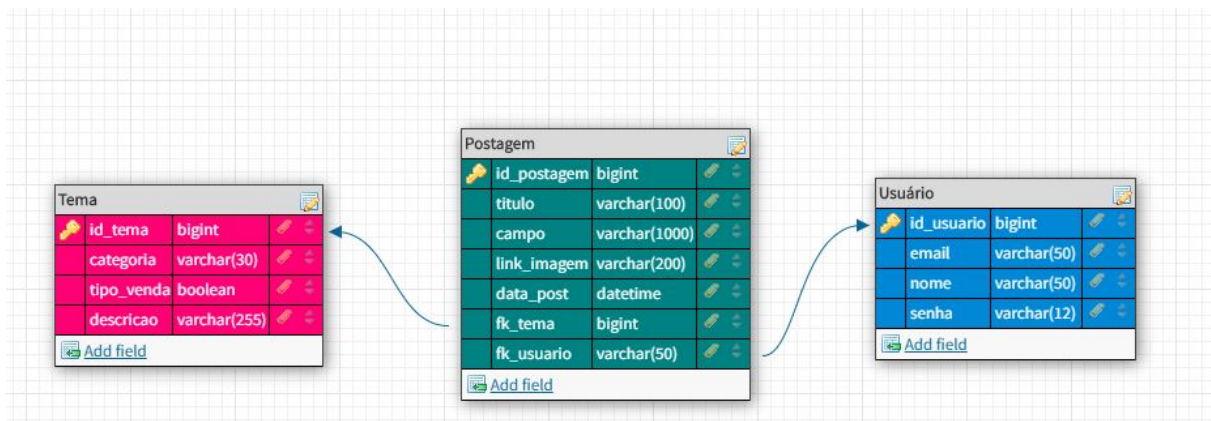 Tema
id_tema bigint
categoria varchar(30)
tipo_venda boolean
descricao varchar(255)
Add field
Postagem
id_postagem bigint
titulo varchar(100)
campo varchar(1000)
link_imagem varchar(200)
data_post datetime
fk_tema bigint
fk_usuario varchar(50)
Add field
Usuário
id_usuario bigint
email varchar(50)
nome varchar(50)
senha varchar(12)
Add field